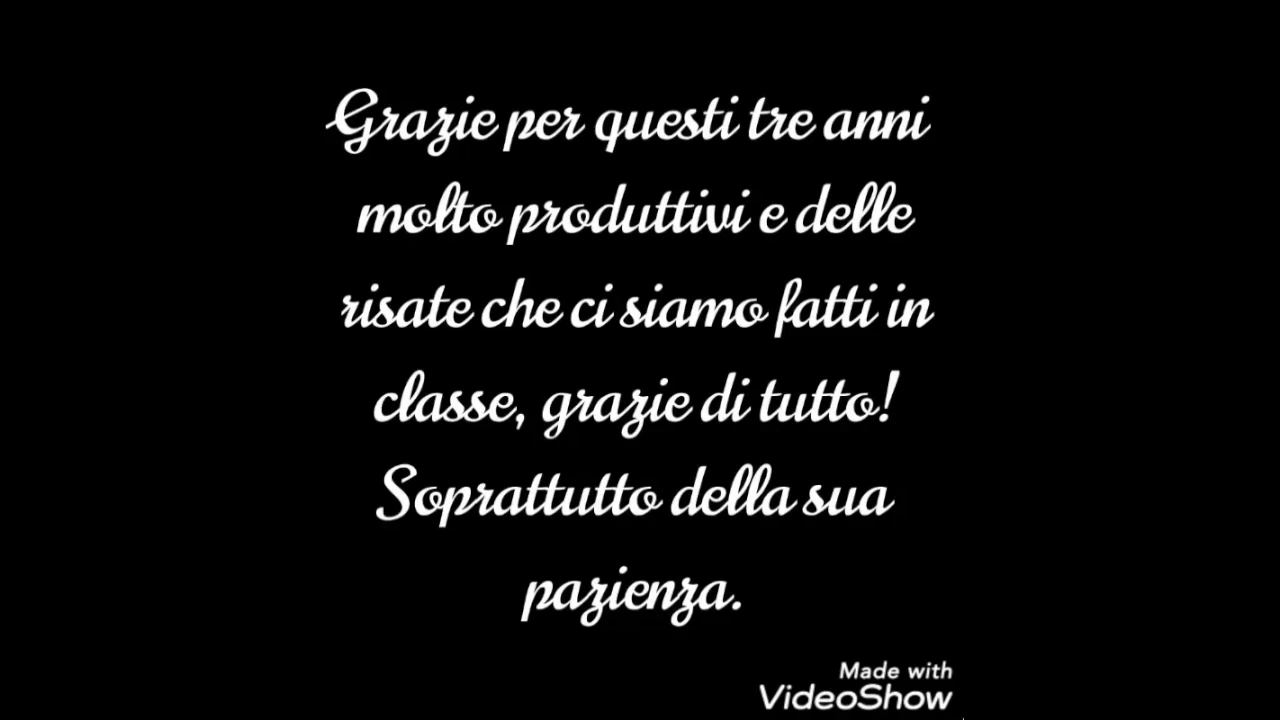 Grazie per questi tre anni
molto produttivi e delle
risate che ci siamo fatti in
classe, grazie di tutto!
Soprattutto della sua
pazienza.
Made with
VideoShow